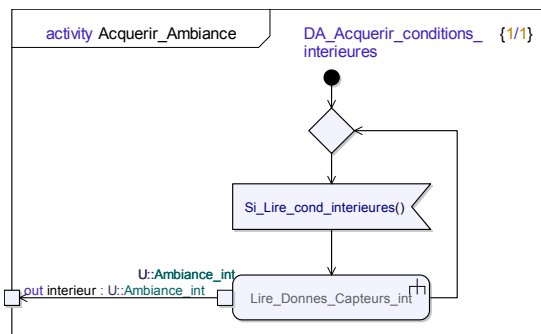 activity Acquerir_Ambiance
DA_Acquerir_conditions_ {1/1}
interieures
Si_Lire_cond_interieures()
U::Ambiance_int
out interieur : U::Ambiance_int
Lire_Donnes_Capteurs_int